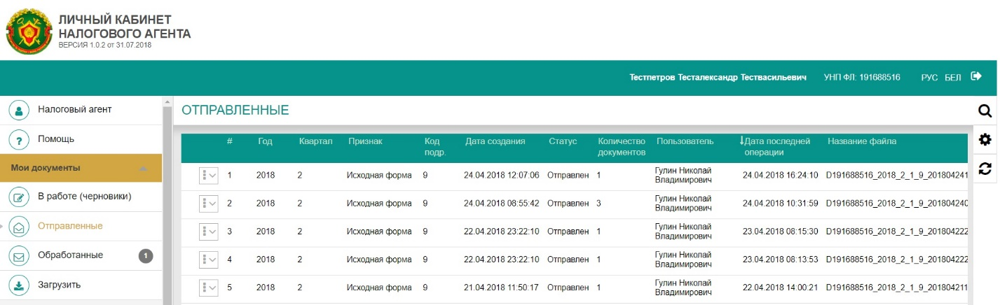 ЛИЧНЫЙ КАБИНЕТ
НАЛОГОВОГО АГЕНТА
ВЕРСИЯ 1.0.2 от 31.07.2018
Тестпетров Тесталександр Тествасильевич УНП ФЛ: 191688516 РУС БЕЛ
Налоговый агент
Помощь
Мои документы
В работе (черновики)
Отправленные
Обработанные 1
Загрузить
ОТПРАВЛЕННЫЕ
# Год Квартал Признак Код подр. Дата создания Статус Количество документов Пользователь Дата последней операции Название файла
1 2018 2 Исходная форма 9 24.04.2018 12:07:06 Отправлен 1 Гулин Николай Владимирович 24.04.2018 16:24:10 D191688516_2018_2_1_9_201804241
2 2018 2 Исходная форма 9 24.04.2018 08:55:42 Отправлен 3 Гулин Николай Владимирович 24.04.2018 10:31:59 D191688516_2018_2_1_9_201804240
3 2018 2 Исходная форма 9 22.04.2018 23:22:10 Отправлен 1 Гулин Николай Владимирович 23.04.2018 08:15:30 D191688516_2018_2_1_9_201804222
4 2018 2 Исходная форма 9 22.04.2018 23:22:10 Отправлен 1 Гулин Николай Владимирович 23.04.2018 08:13:53 D191688516_2018_2_1_9_201804222
5 2018 2 Исходная форма 9 21.04.2018 11:50:17 Отправлен 1 Гулин Николай Владимирович 22.04.2018 14:00:21 D191688516_2018_2_1_9_201804211